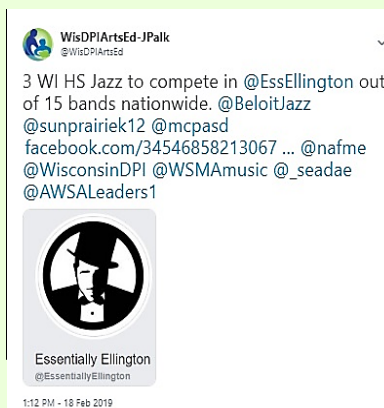 WisDPIArtsEd-JPalk
@WisDPIArtsEd
3 WI HS Jazz to compete in @EssEllington out
of 15 bands nationwide. @BeloitJazz
@sunprairiek12 @mcpasd
facebook.com/34546858213067 ... @nafme
@WisconsinDPI @WSMAmusic @_seadae
@AWSALeaders1
Essentially Ellington
@EssentiallyEllington
1:12 PM - 18 Feb 2019